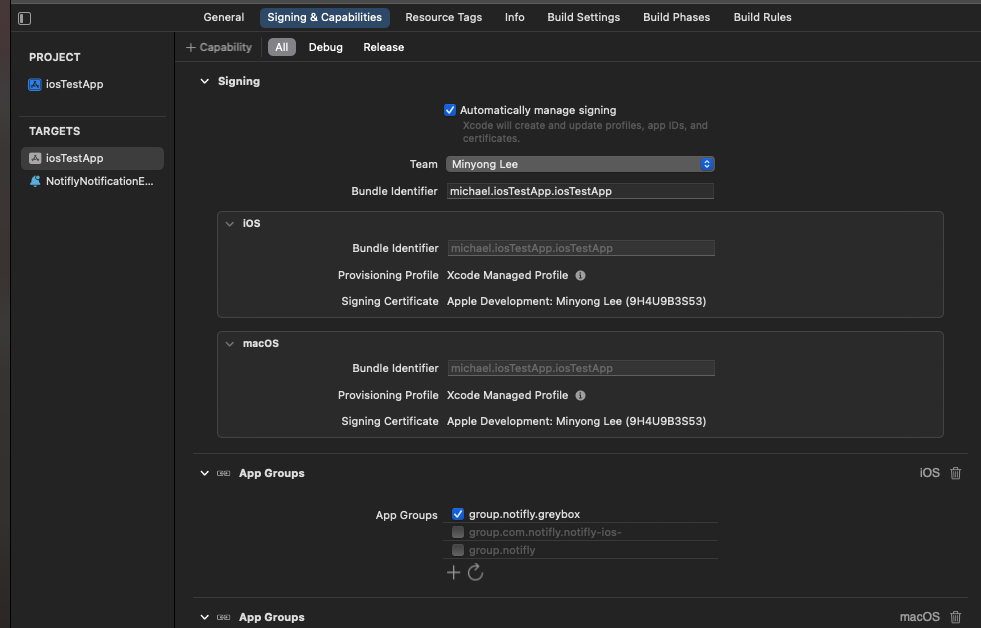 General Signing & Capabilities Resource Tags Info Build Settings Build Phases Build Rules
+ Capability All Debug Release
PROJECT
iosTestApp
TARGETS
iosTestApp
NotiflyNotificationE...
Signing
Automatically manage signing
Xcode will create and update profiles, app IDs, and
certificates.
Team Minyong Lee
Bundle Identifier michael.iosTestApp.iosTestApp
iOS
Bundle Identifier michael.iosTestApp.iosTestApp
Provisioning Profile Xcode Managed Profile
Signing Certificate Apple Development: Minyong Lee (9H4U9B3S53)
macOS
Bundle Identifier michael.iosTestApp.iosTestApp
Provisioning Profile Xcode Managed Profile
Signing Certificate Apple Development: Minyong Lee (9H4U9B3S53)
App Groups iOS
App Groups group.notifly.greybox
group.com.notifly.notifly-ios-
group.notifly
App Groups macOS